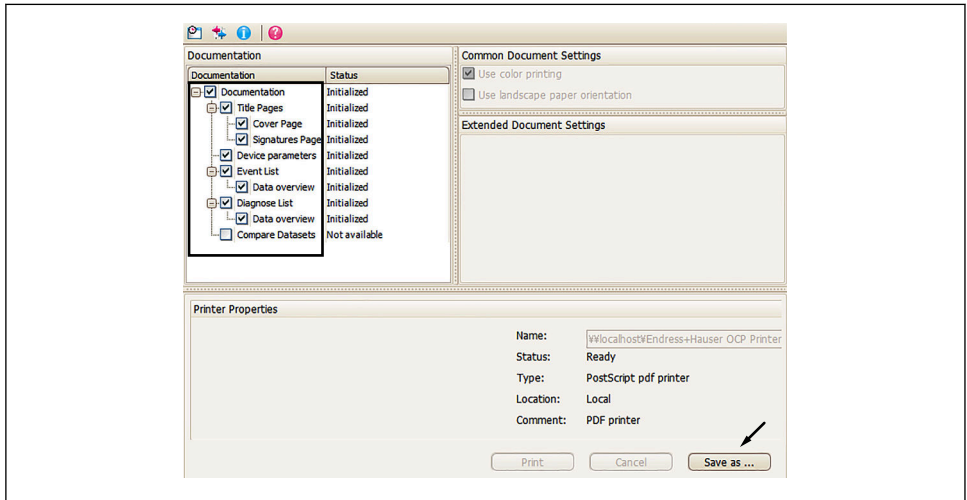 Documentation
Common Document Settings
Documentation Status
Use color printing
Documentation Initialized
Use landscape paper orientation
Title Pages Initialized
Cover Page Initialized
Extended Document Settings
Signatures Page Initialized
Device parameters Initialized
Event List Initialized
Data overview Initialized
Diagnose List Initialized
Data overview Initialized
Compare Datasets Not available
Printer Properties
Name: ¥¥localhost¥Endress+Hauser OCP Printer
Status: Ready
Type: PostScript pdf printer
Location: Local
Comment: PDF printer
Print Cancel Save as ...